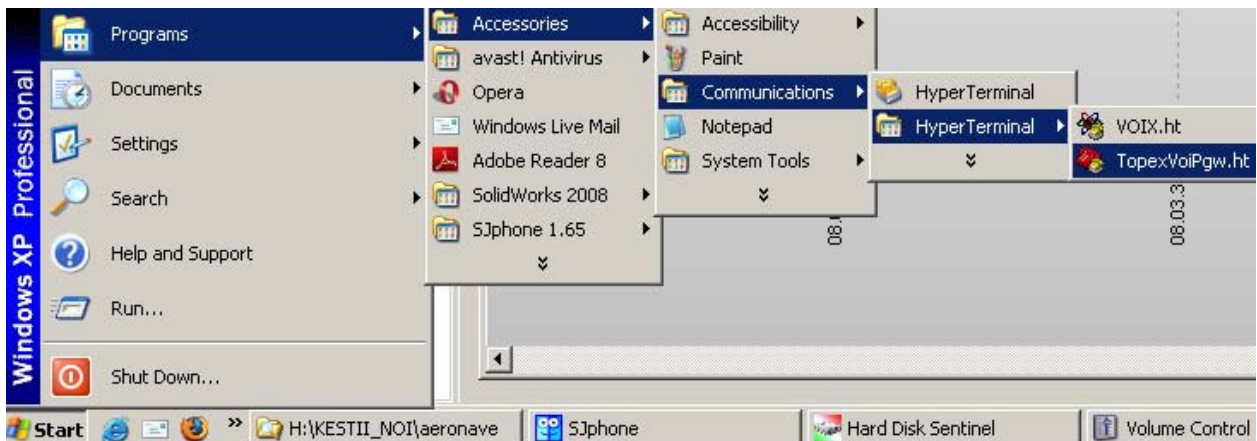 Windows XP Professional
Programs
Documents
Settings
Search
Help and Support
Run...
Shut Down...
Accessories
avast! Antivirus
Opera
Windows Live Mail
Adobe Reader 8
SolidWorks 2008
SJphone 1.65
Accessibility
Paint
Communications
Notepad
System Tools
HyperTerminal
HyperTerminal
VOIX.ht
TopexVoiPgw.ht
08.03.3
Start
H:\KESTII_NOI\aeronave
SJphone
Hard Disk Sentinel
Volume Control